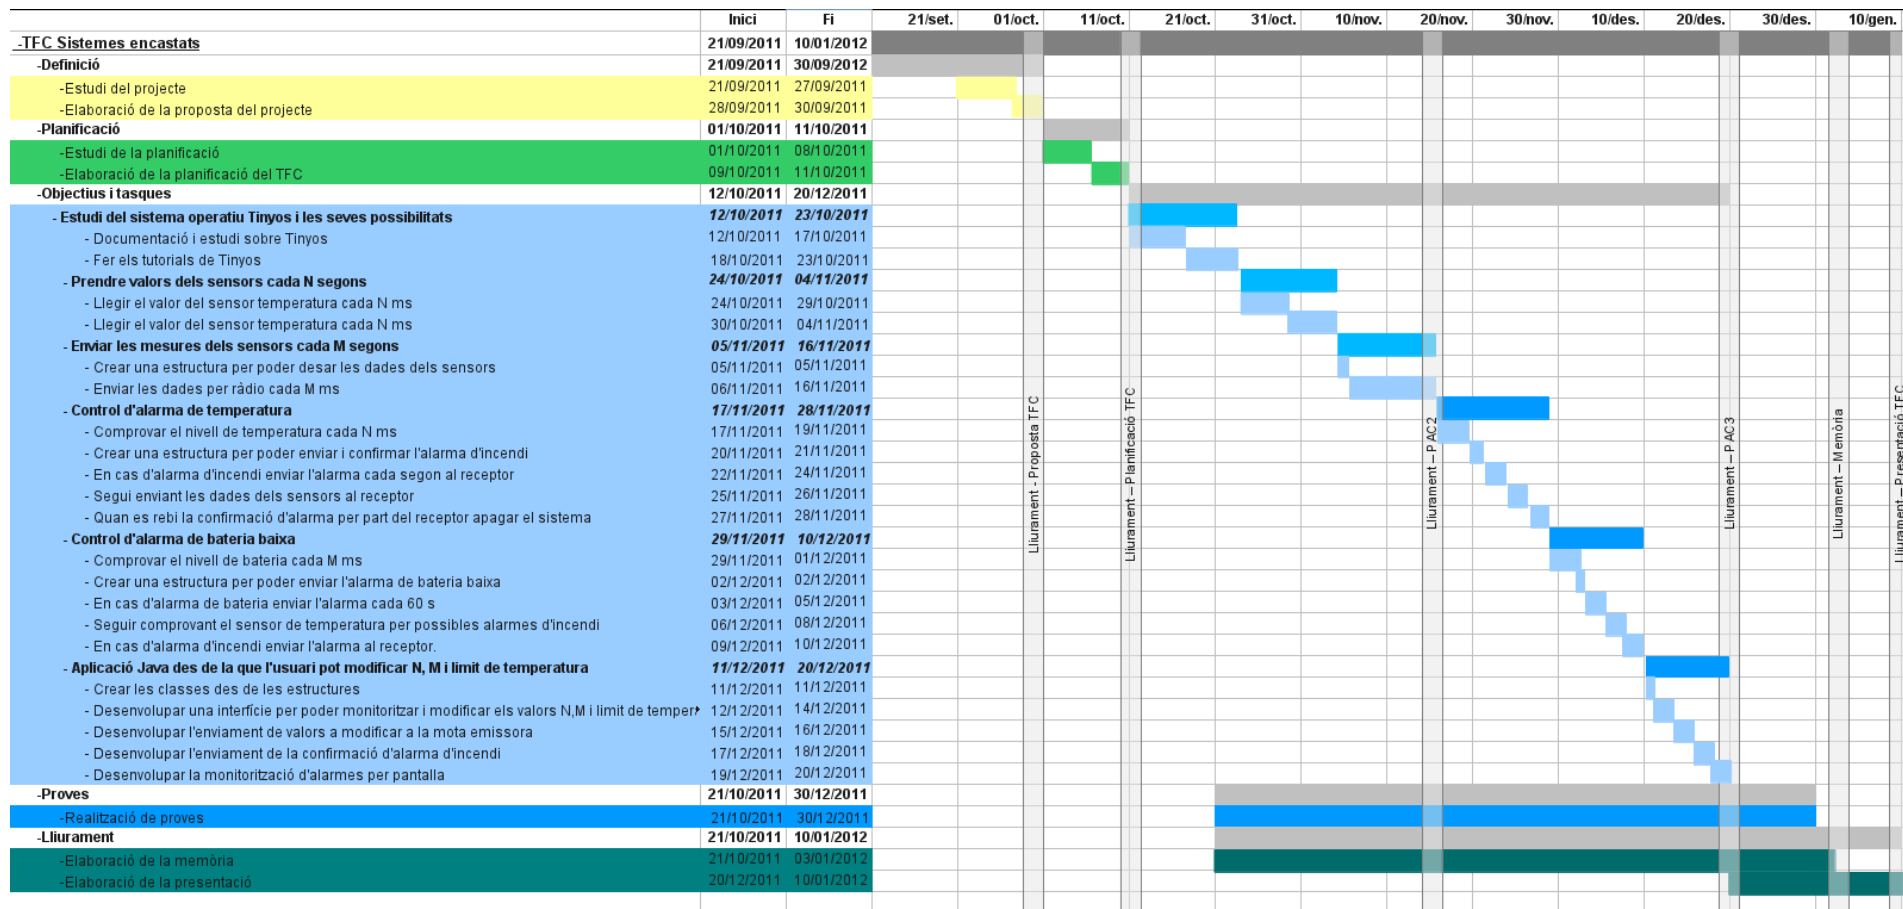 Inici Fi 21/set. 01/oct. 11/oct. 21/oct. 31/oct. 10/nov. 20/nov. 30/nov. 10/des. 20/des. 30/des. 10/gen.
-TFC Sistemes encastats 21/09/2011 10/01/2012
-Definició 21/09/2011 30/09/2012
-Estudi del projecte 21/09/2011 27/09/2011
-Elaboració de la proposta del projecte 28/09/2011 30/09/2011
-Planificació 01/10/2011 11/10/2011
-Estudi de la planificació 01/10/2011 08/10/2011
-Elaboració de la planificació del TFC 09/10/2011 11/10/2011
-Objectius i tasques 12/10/2011 20/12/2011
- Estudi del sistema operatiu Tinyos i les seves possibilitats 12/10/2011 23/10/2011
- Documentació i estudi sobre Tinyos 12/10/2011 17/10/2011
- Fer els tutorials de Tinyos 18/10/2011 23/10/2011
- Prendre valors dels sensors cada N segons 24/10/2011 04/11/2011
- Llegir el valor del sensor temperatura cada N ms 24/10/2011 29/10/2011
- Llegir el valor del sensor temperatura cada N ms 30/10/2011 04/11/2011
- Enviar les mesures dels sensors cada M segons 05/11/2011 16/11/2011
- Crear una estructura per poder desar les dades dels sensors 05/11/2011 05/11/2011
- Enviar les dades per ràdio cada M ms 06/11/2011 16/11/2011
- Control d'alarma de temperatura 17/11/2011 28/11/2011
- Comprovar el nivell de temperatura cada N ms 17/11/2011 19/11/2011
- Crear una estructura per poder enviar i confirmar l'alarma d'incendi 20/11/2011 21/11/2011
- En cas d'alarma d'incendi enviar l'alarma cada segon al receptor 22/11/2011 24/11/2011
- Segui enviant les dades dels sensors al receptor 25/11/2011 26/11/2011
- Quan es rebi la confirmació d'alarma per part del receptor apagar el sistema 27/11/2011 28/11/2011
- Control d'alarma de bateria baixa 29/11/2011 10/12/2011
- Comprovar el nivell de bateria cada M ms 29/11/2011 01/12/2011
- Crear una estructura per poder enviar l'alarma de bateria baixa 02/12/2011 02/12/2011
- En cas d'alarma de bateria enviar l'alarma cada 60 s 03/12/2011 05/12/2011
- Seguir comprovant el sensor de temperatura per possibles alarmes d'incendi 06/12/2011 08/12/2011
- En cas d'alarma d'incendi enviar l'alarma al receptor. 09/12/2011 10/12/2011
- Aplicació Java des de la que l'usuari pot modificar N, M i limit de temperatura 11/12/2011 20/12/2011
- Crear les classes des de les estructures 11/12/2011 11/12/2011
- Desenvolupar una interfície per poder monitoritzar i modificar els valors N,M i limit de temper 12/12/2011 14/12/2011
- Desenvolupar l'enviament de valors a modificar a la mota emissora 15/12/2011 16/12/2011
- Desenvolupar l'enviament de la confirmació d'alarma d'incendi 17/12/2011 18/12/2011
- Desenvolupar la monitorització d'alarmes per pantalla 19/12/2011 20/12/2011
-Proves 21/10/2011 30/12/2011
-Realització de proves 21/10/2011 30/12/2011
-Lliurament 21/10/2011 10/01/2012
-Elaboració de la memòria 21/10/2011 03/01/2012
-Elaboració de la presentació 20/12/2011 10/01/2012
Lliurament - Proposta TFC
Lliurament – Planificació TFC
Lliurament – PAC2
Lliurament – PAC3
Lliurament – Memòria
Lliurament – Presentació TFC